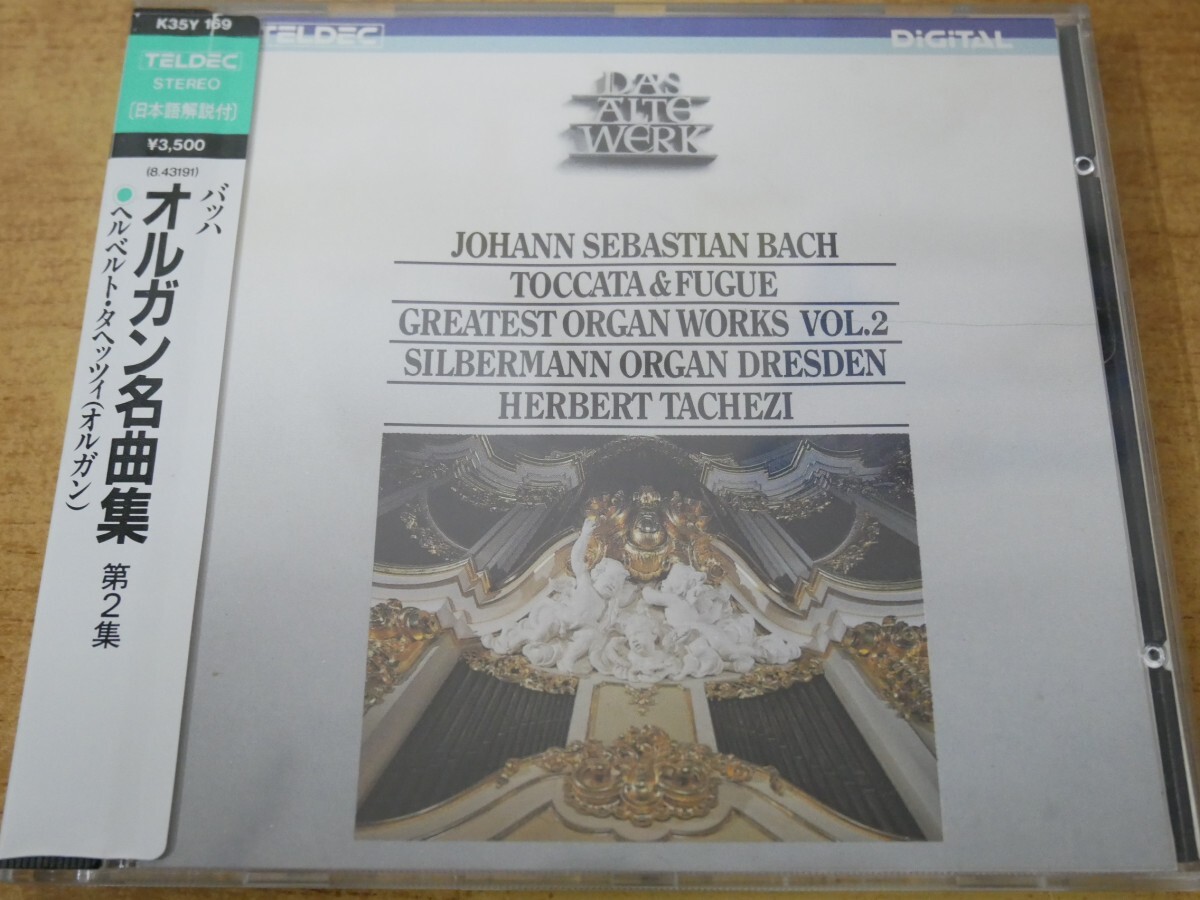 K35Y 169
TELDEC
STEREO
[日本語解説付]
¥3,500
(8.43191)
バッハ
オルガン名曲集 第2集
●ヘルベルト・タヘッツィ(オルガン)
TELDEC
DiGiTAL
DAS
ALTE
WERK
JOHANN SEBASTIAN BACH
TOCCATA & FUGUE
GREATEST ORGAN WORKS VOL.2
SILBERMANN ORGAN DRESDEN
HERBERT TACHEZI